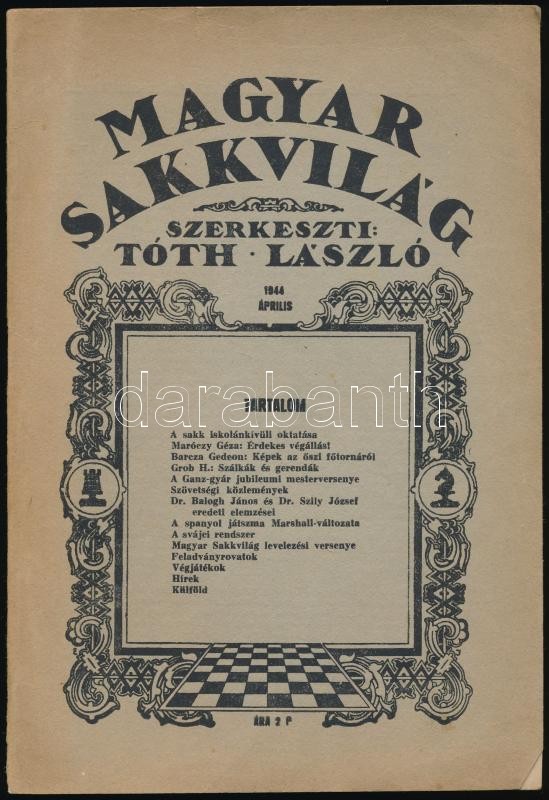 MAGYAR
SAKKVILÁG
SZERKESZTI:
TÓTH · LÁSZLÓ
1944
ÁPRILIS
darabanth
TARTALOM
A sakk iskolánkívüli oktatása
Maróczy Géza: Érdekes végállás!
Barcza Gedeon: Képek az őszi főtornáról
Grob H.: Szálkák és gerendák
A Ganz-gyár jubileumi mesterversenye
Szövetségi közlemények
Dr. Balogh János és Dr. Szily József
eredeti elemzései
A spanyol játszma Marshall-változata
A svájci rendszer
Magyar Sakkvilág levelezési versenye
Feladványrovatok
Végjátékok
Hírek
Külföld
ÁRA 2 P